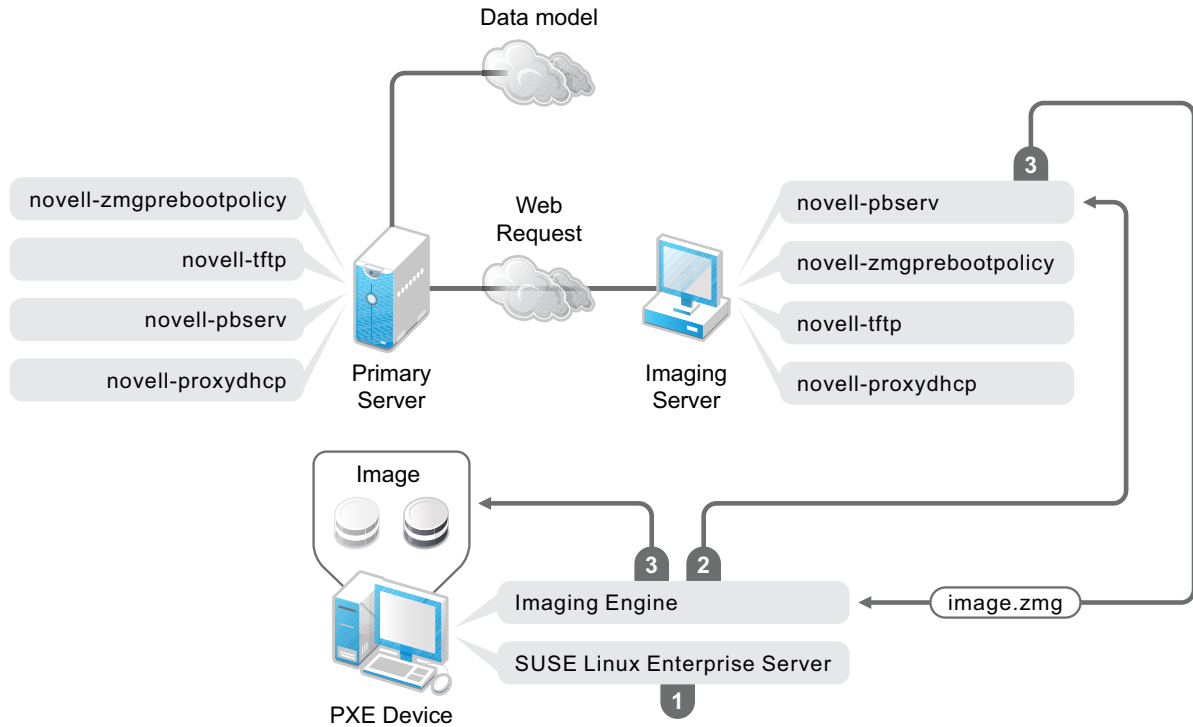 Data model
3
novell-zmgprebootpolicy
novell-tftp
novell-pbserv
novell-proxydhcp
Web
Request
novell-pbserv
novell-zmgprebootpolicy
novell-tftp
novell-proxydhcp
Primary
Server
Imaging
Server
Image
3
2
Imaging Engine
image.zmg
SUSE Linux Enterprise Server
1
PXE Device